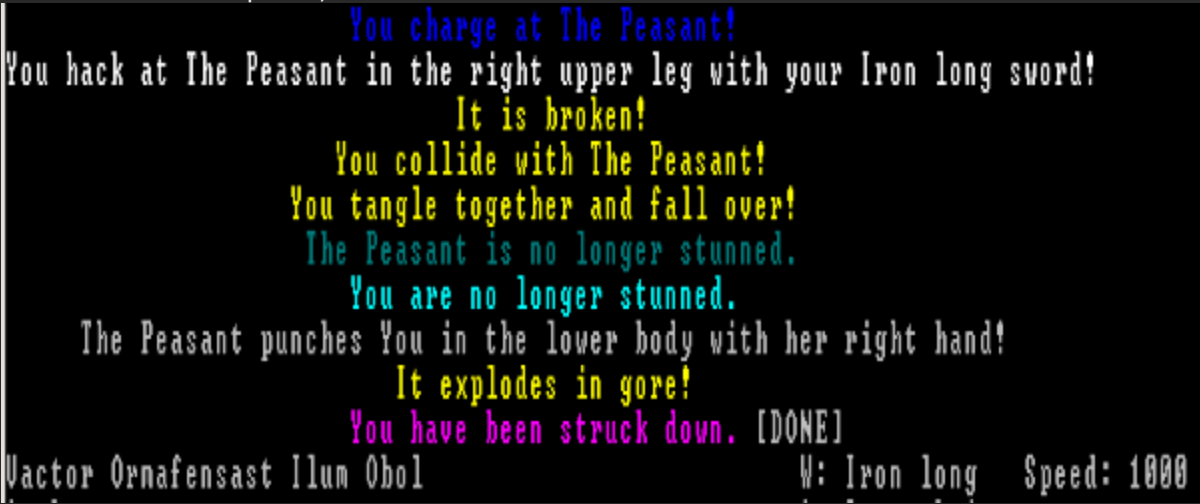 You charge at The Peasant!
You hack at The Peasant in the right upper leg with your Iron long sword!
It is broken!
You collide with The Peasant!
You tangle together and fall over!
The Peasant is no longer stunned.
You are no longer stunned.
The Peasant punches You in the lower body with her right hand!
It explodes in gore!
You have been struck down. [DONE]
Vactor Ornafensast Ilum Obol W: Iron long Speed: 1000